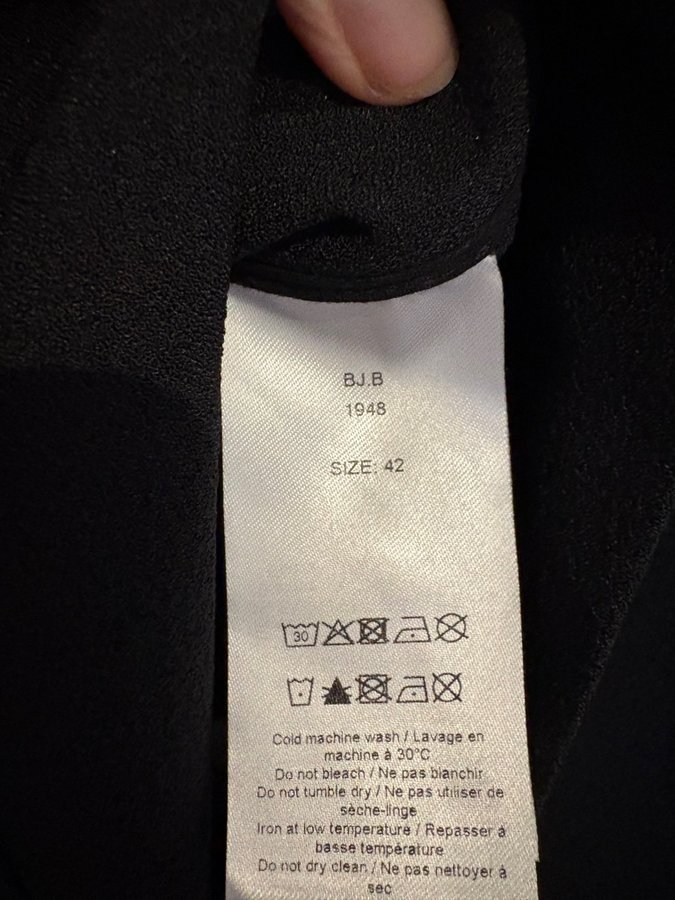 BJ.B
1948
SIZE: 42
30
Cold machine wash / Lavage en
machine à 30°C
Do not bleach / Ne pas blanchir
Do not tumble dry / Ne pas utiliser de
sèche-linge
Iron at low temperature / Repasser à
basse température
Do not dry clean / Ne pas nettoyer à
sec